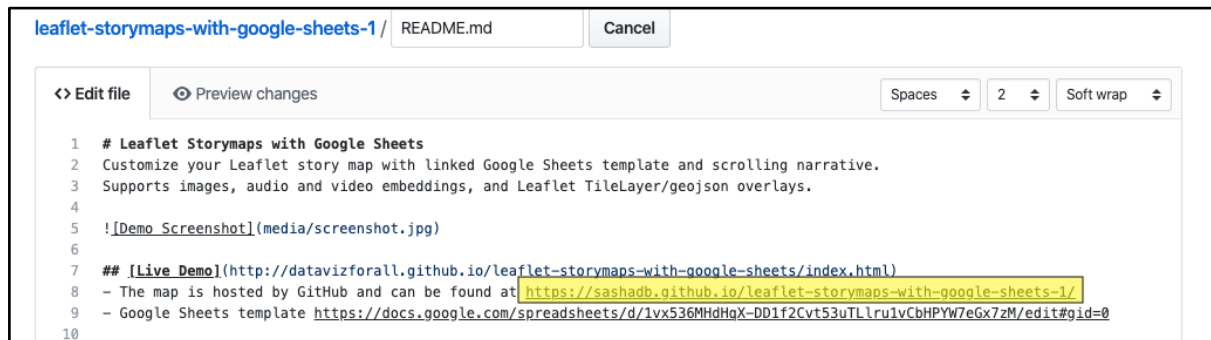 leaflet-storymaps-with-google-sheets-1 / README.md Cancel
<> Edit file Preview changes Spaces 2 Soft wrap
1 # Leaflet Storymaps with Google Sheets
2 Customize your Leaflet story map with linked Google Sheets template and scrolling narrative.
3 Supports images, audio and video embeddings, and Leaflet TileLayer/geojson overlays.
4
5 ![Demo Screenshot](media/screenshot.jpg)
6
7 ## [Live Demo](http://datavizforall.github.io/leaflet-storymaps-with-google-sheets/index.html)
8 - The map is hosted by GitHub and can be found at https://sashadb.github.io/leaflet-storymaps-with-google-sheets-1/
9 - Google Sheets template https://docs.google.com/spreadsheets/d/1vx536MHdHqX-DD1f2Cvt53uTLlru1vCbHPYW7eGx7zM/edit#gid=0
10